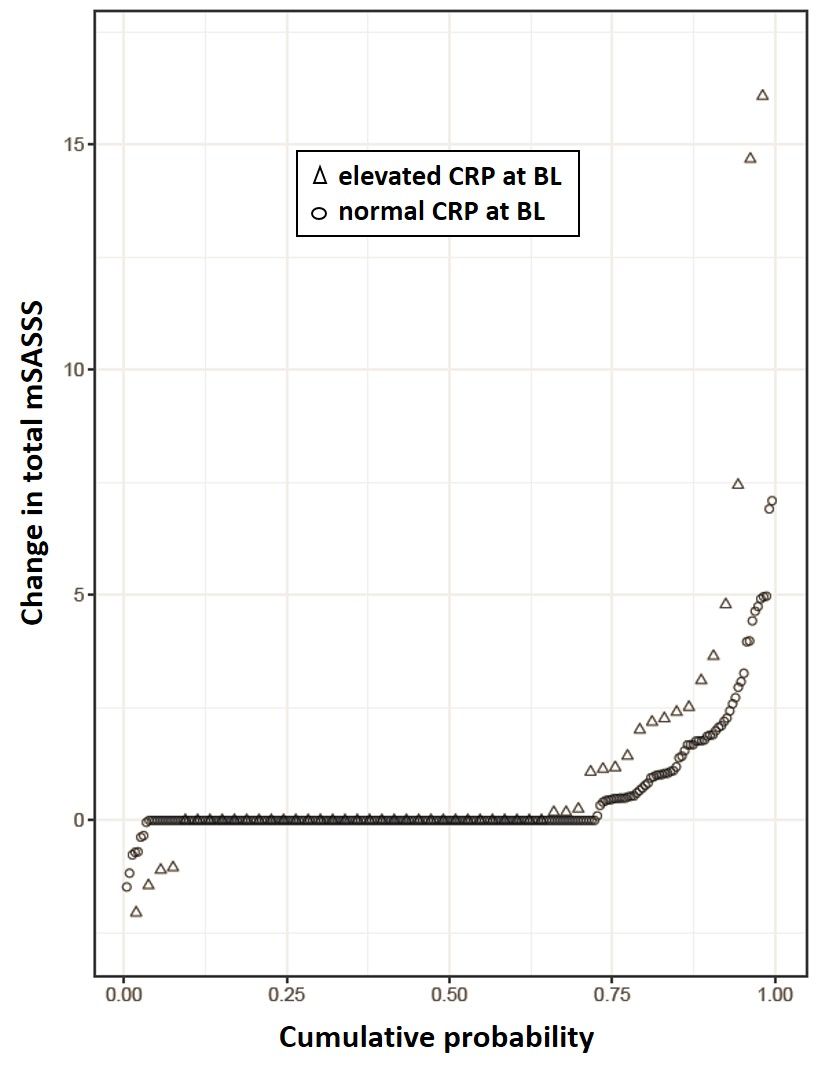 15
10
5
0
elevated CRP at BL
normal CRP at BL
Change in total mSASSS
0.00 0.25 0.50 0.75 1.00
Cumulative probability